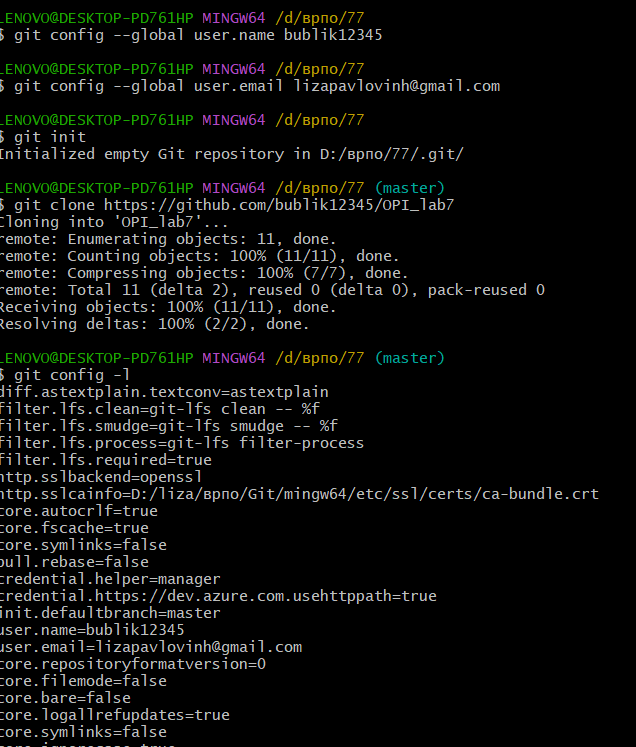 LENOVO@DESKTOP-PD761HP MINGW64 /d/врпо/77
$ git config --global user.name bublik12345
LENOVO@DESKTOP-PD761HP MINGW64 /d/врпо/77
$ git config --global user.email lizapavlovinh@gmail.com
LENOVO@DESKTOP-PD761HP MINGW64 /d/врпо/77
$ git init
Initialized empty Git repository in D:/врпо/77/.git/
LENOVO@DESKTOP-PD761HP MINGW64 /d/врпо/77 (master)
$ git clone https://github.com/bublik12345/OPI_lab7
Cloning into 'OPI_lab7'...
remote: Enumerating objects: 11, done.
remote: Counting objects: 100% (11/11), done.
remote: Compressing objects: 100% (7/7), done.
remote: Total 11 (delta 2), reused 0 (delta 0), pack-reused 0
Receiving objects: 100% (11/11), done.
Resolving deltas: 100% (2/2), done.
LENOVO@DESKTOP-PD761HP MINGW64 /d/врпо/77 (master)
$ git config -l
diff.astextplain.textconv=astextplain
filter.lfs.clean=git-lfs clean -- %f
filter.lfs.smudge=git-lfs smudge -- %f
filter.lfs.process=git-lfs filter-process
filter.lfs.required=true
http.sslbackend=openssl
http.sslcainfo=D:/liza/врпо/Git/mingw64/etc/ssl/certs/ca-bundle.crt
core.autocrlf=true
core.fscache=true
core.symlinks=false
pull.rebase=false
credential.helper=manager
credential.https://dev.azure.com.usehttppath=true
init.defaultbranch=master
user.name=bublik12345
user.email=lizapavlovinh@gmail.com
core.repositoryformatversion=0
core.filemode=false
core.bare=false
core.logallrefupdates=true
core.symlinks=false
core.ignorecase=true